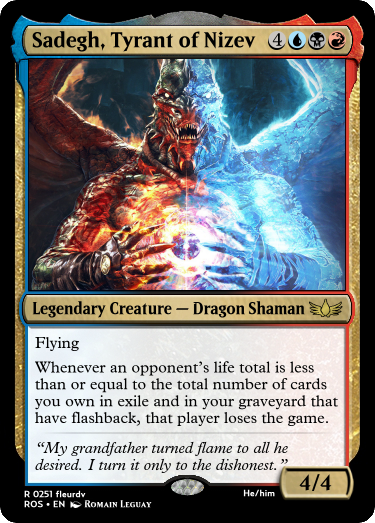 Sadegh, Tyrant of Nizev 4
Legendary Creature — Dragon Shaman
Flying
Whenever an opponent’s life total is less
than or equal to the total number of cards
you own in exile and in your graveyard that
have flashback, that player loses the game.
“My grandfather turned flame to all he
desired. I turn it only to the dishonest.”
4/4
R 0251 fleurdv He/him
ROS • EN Romain Leguay